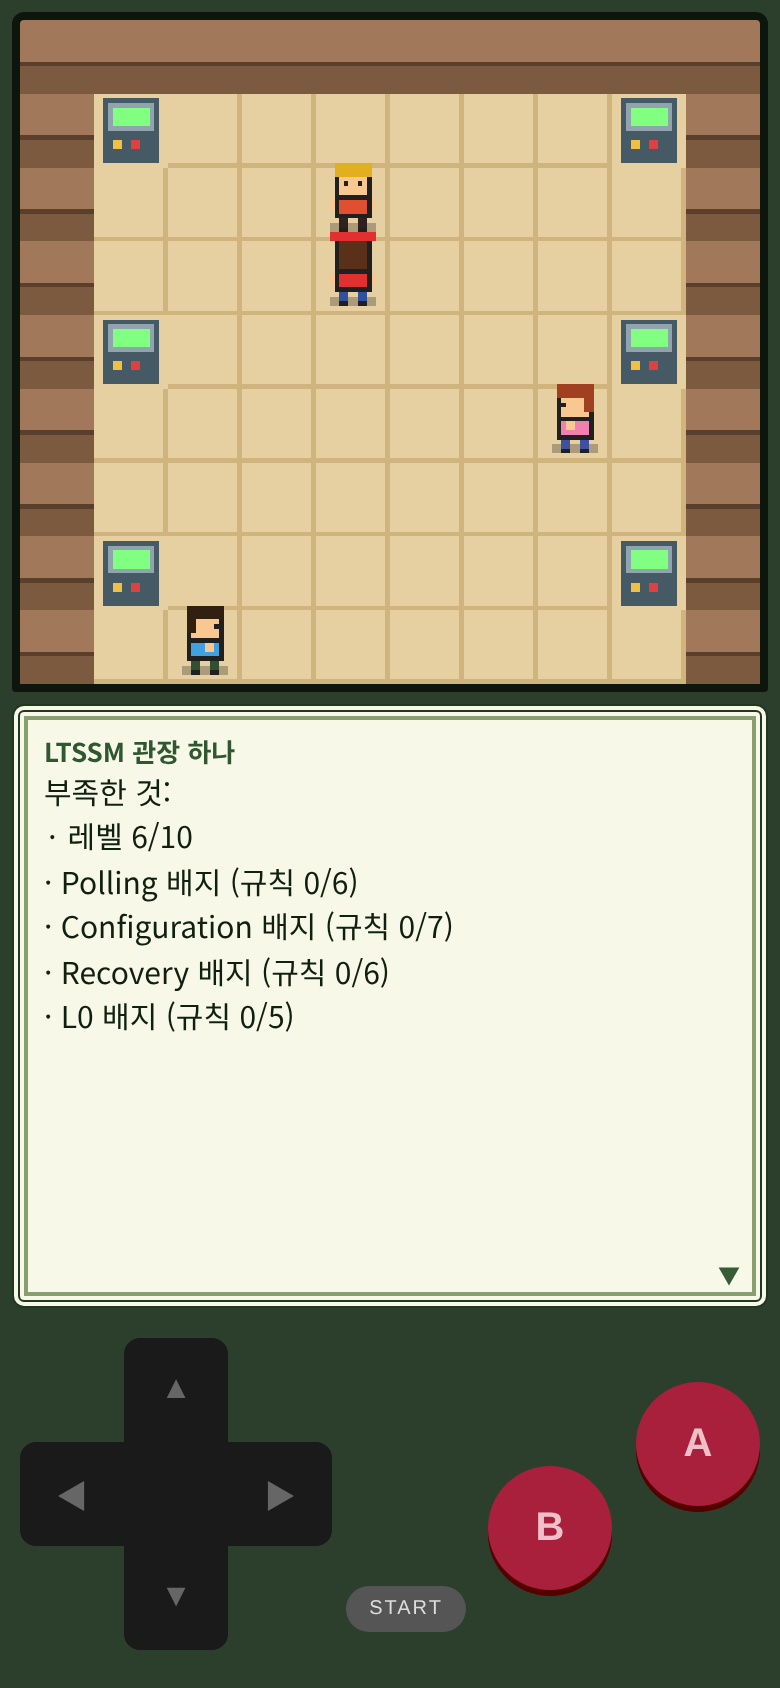 LTSSM 관장 하나
부족한 것:
· 레벨 6/10
· Polling 배지 (규칙 0/6)
· Configuration 배지 (규칙 0/7)
· Recovery 배지 (규칙 0/6)
· L0 배지 (규칙 0/5)
▼
▲
◀ ▶
▼
A
B
START